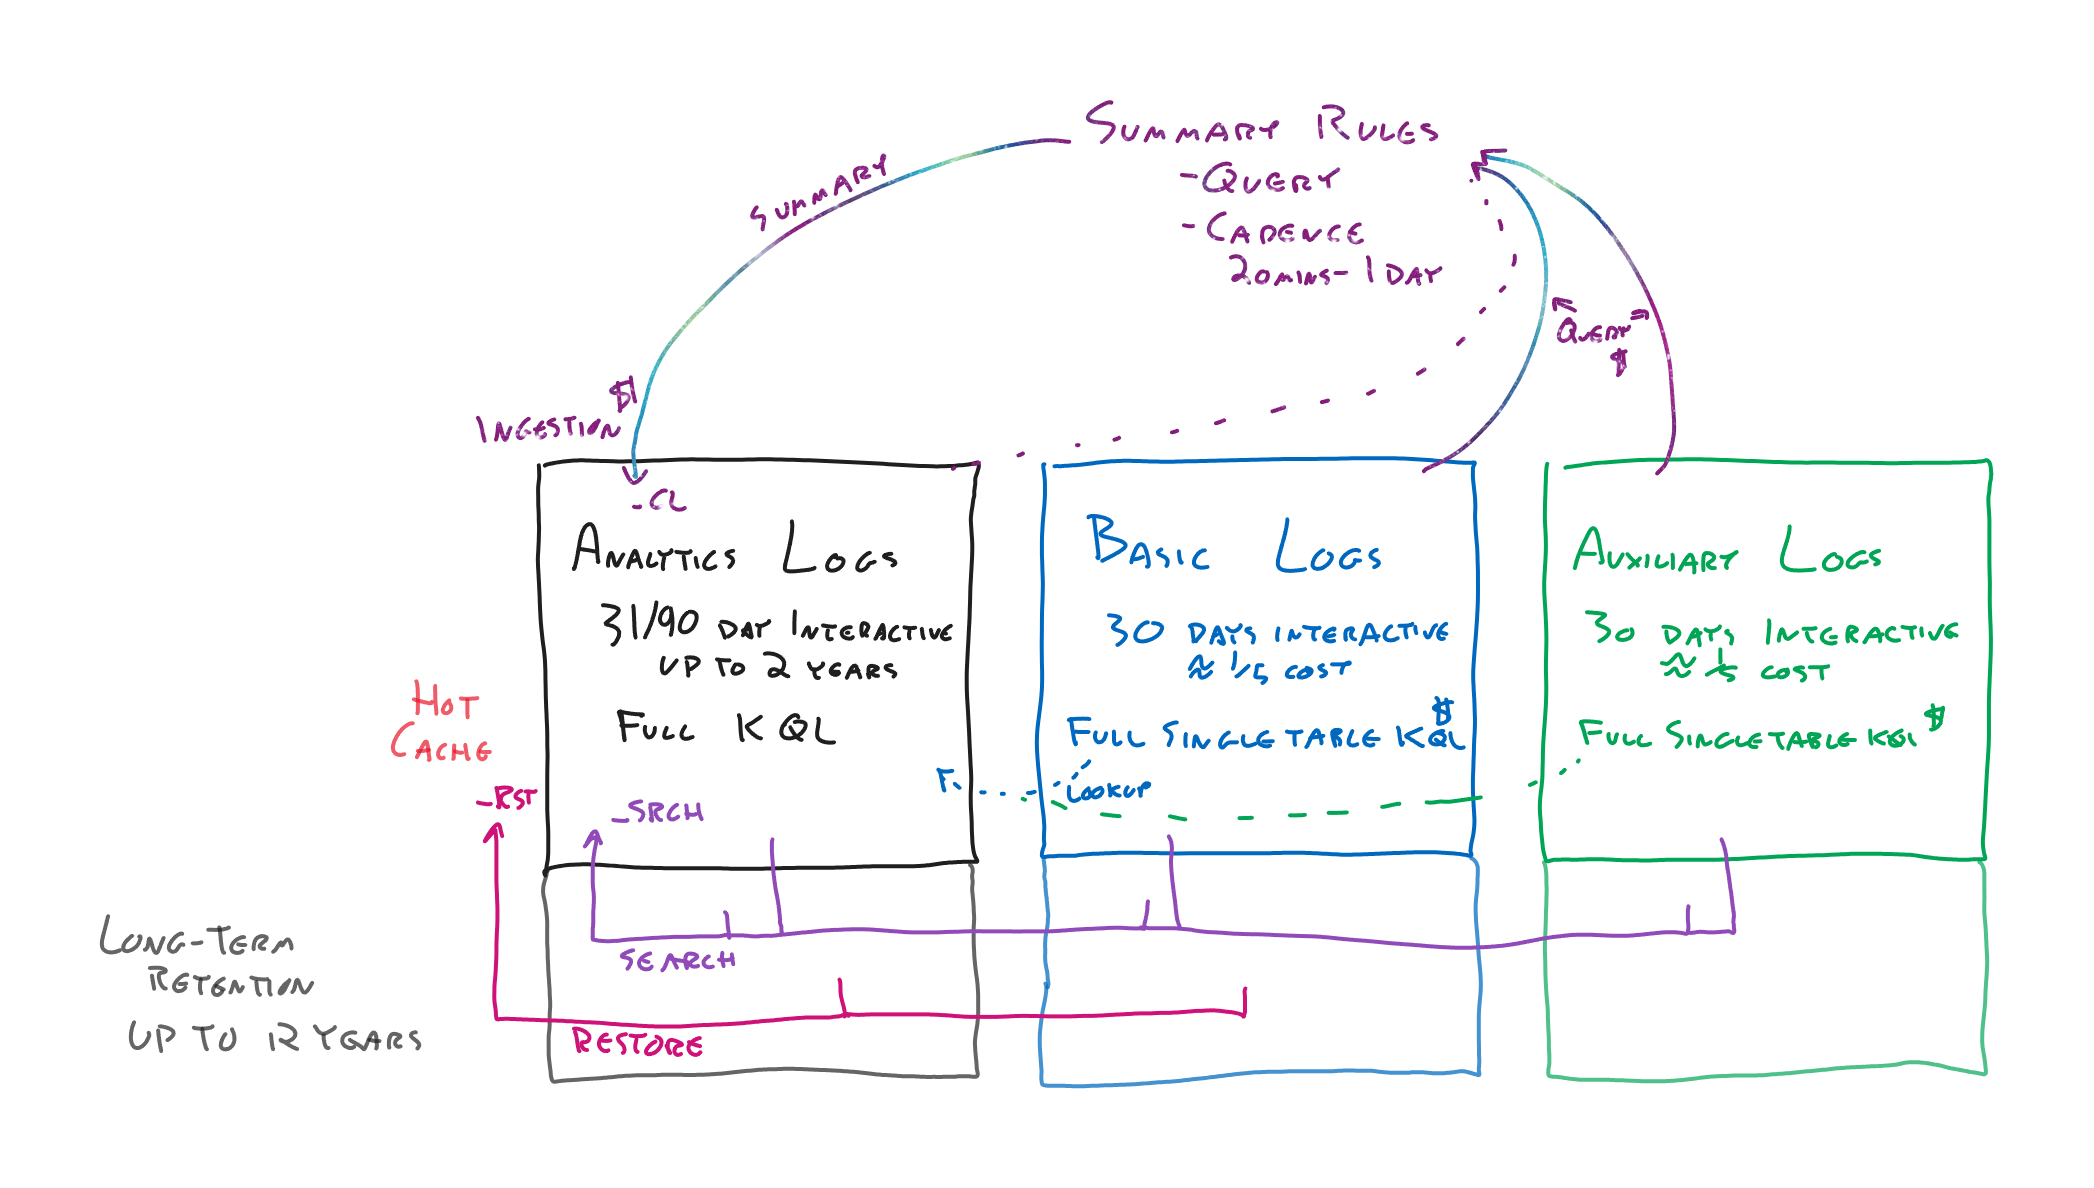 SUMMARY RULES
-QUERY
-CADENCE
20MINS-1DAY
SUMMARY
QUERY
$
$
INGESTION
_CL
ANALYTICS LOGS
31/90 DAY INTERACTIVE
UP TO 2 YEARS
FULL KQL
BASIC LOGS
30 DAYS INTERACTIVE
≈ 1/5 COST
$
FULL SINGLE TABLE KQL
LOOKUP
AUXILIARY LOGS
30 DAYS INTERACTIVE
≈ 1/5 COST
$
FULL SINGLE TABLE KQL
HOT
CACHE
_RST
_SRCH
SEARCH
RESTORE
LONG-TERM
RETENTION
UP TO 12 YEARS